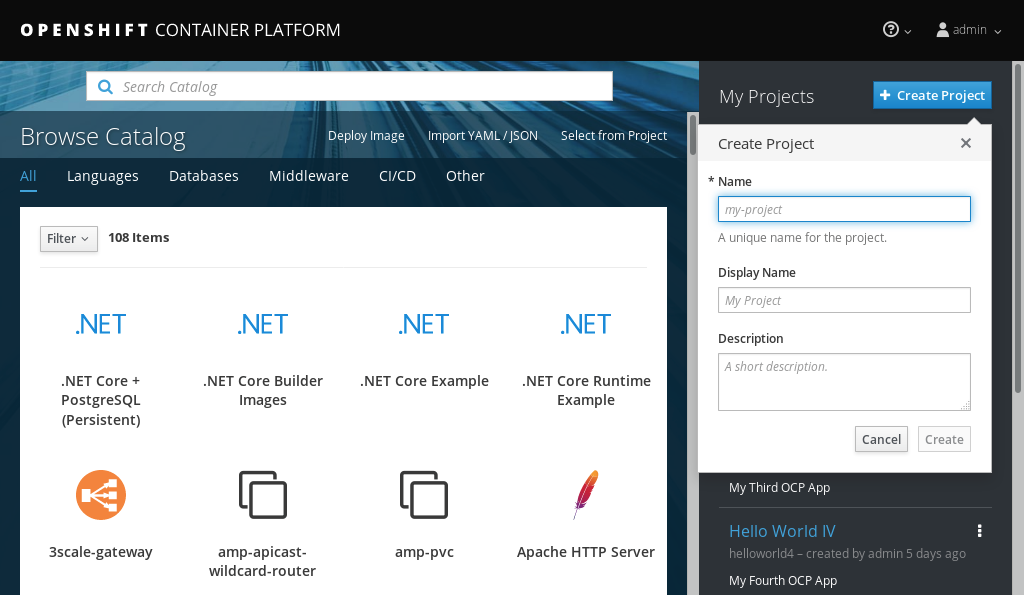 OPENSHIFT CONTAINER PLATFORM
admin
Search Catalog
My Projects
Create Project
Browse Catalog
Deploy Image
Import YAML / JSON
Select from Project
All
Languages
Databases
Middleware
CI/CD
Other
Filter
108 Items
.NET
.NET
.NET
.NET
.NET Core +
PostgreSQL
(Persistent)
.NET Core Builder
Images
.NET Core Example
.NET Core Runtime
Example
3scale-gateway
amp-apicast-
wildcard-router
amp-pvc
Apache HTTP Server
Create Project
* Name
my-project
A unique name for the project.
Display Name
My Project
Description
A short description.
Cancel
Create
My Third OCP App
Hello World IV
helloworld4 – created by admin 5 days ago
My Fourth OCP App